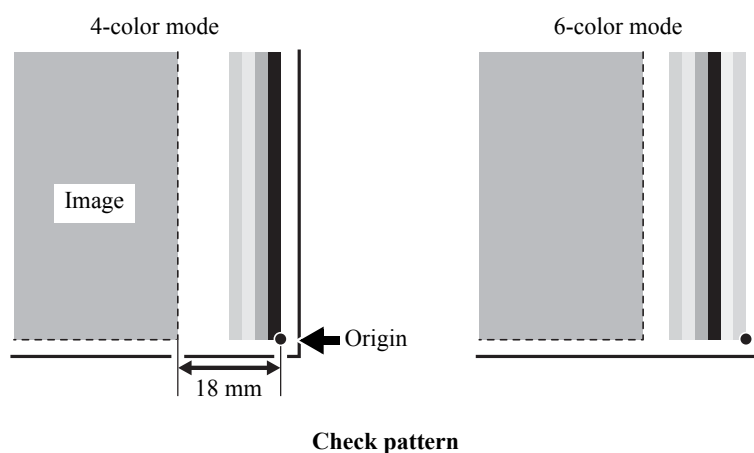 4-color mode
6-color mode
Image
Origin
18 mm
Check pattern